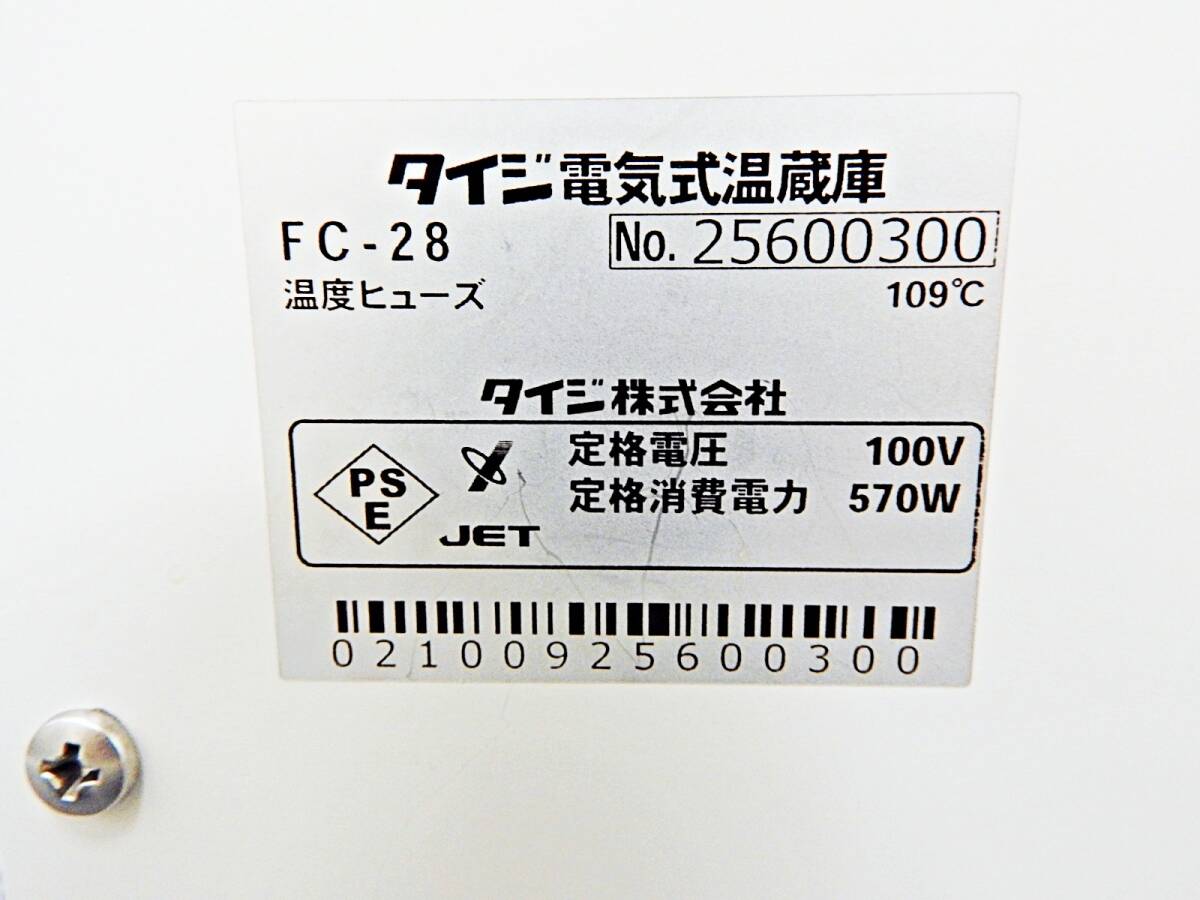 タイジ電気式温蔵庫
FC-28 No. 25600300
温度ヒューズ 109℃
タイジ株式会社
PS
E
JET
定格電圧 100V
定格消費電力 570W
02100925600300